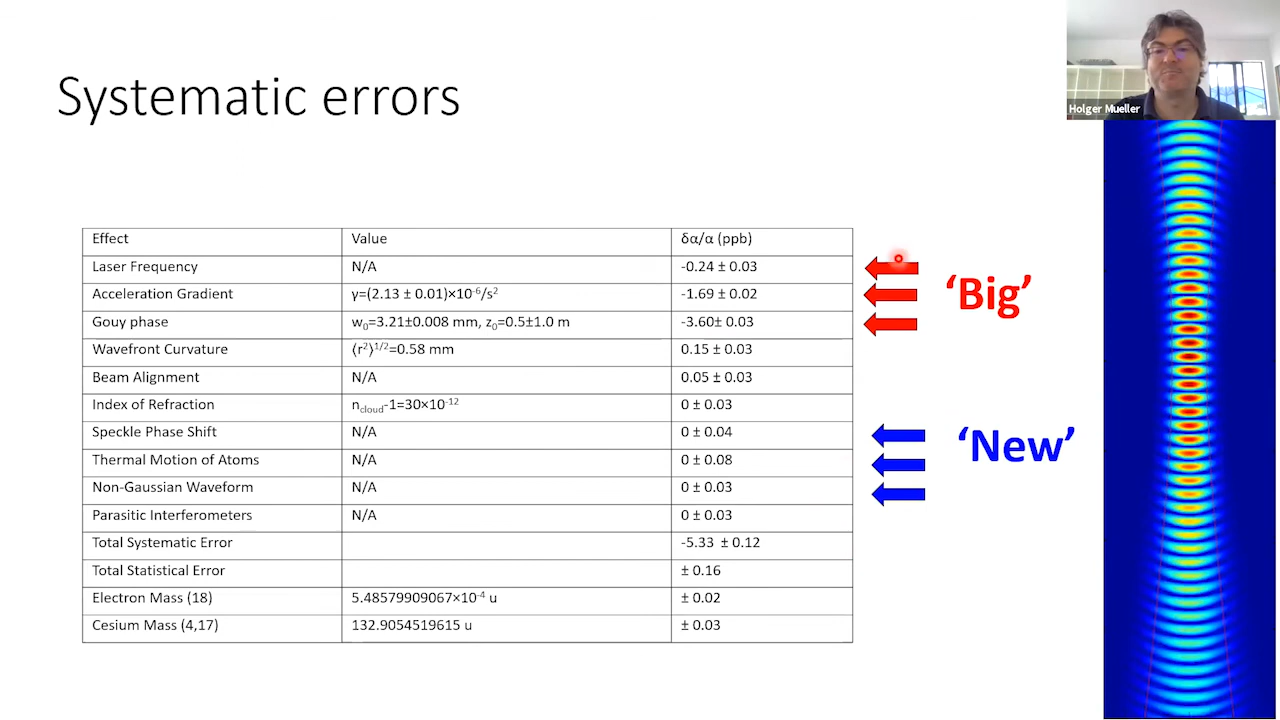 Systematic errors
Holger Mueller
Effect Value δα/α (ppb)
Laser Frequency N/A -0.24 ± 0.03
Acceleration Gradient γ=(2.13 ± 0.01)×10⁻⁶/s² -1.69 ± 0.02
Gouy phase w₀=3.21±0.008 mm, z₀=0.5±1.0 m -3.60± 0.03
Wavefront Curvature ⟨r²⟩¹/²=0.58 mm 0.15 ± 0.03
Beam Alignment N/A 0.05 ± 0.03
Index of Refraction n_cloud-1=30×10⁻¹² 0 ± 0.03
Speckle Phase Shift N/A 0 ± 0.04
Thermal Motion of Atoms N/A 0 ± 0.08
Non-Gaussian Waveform N/A 0 ± 0.03
Parasitic Interferometers N/A 0 ± 0.03
Total Systematic Error -5.33 ± 0.12
Total Statistical Error ± 0.16
Electron Mass (18) 5.48579909067×10⁻⁴ u ± 0.02
Cesium Mass (4,17) 132.9054519615 u ± 0.03
‘Big’
‘New’